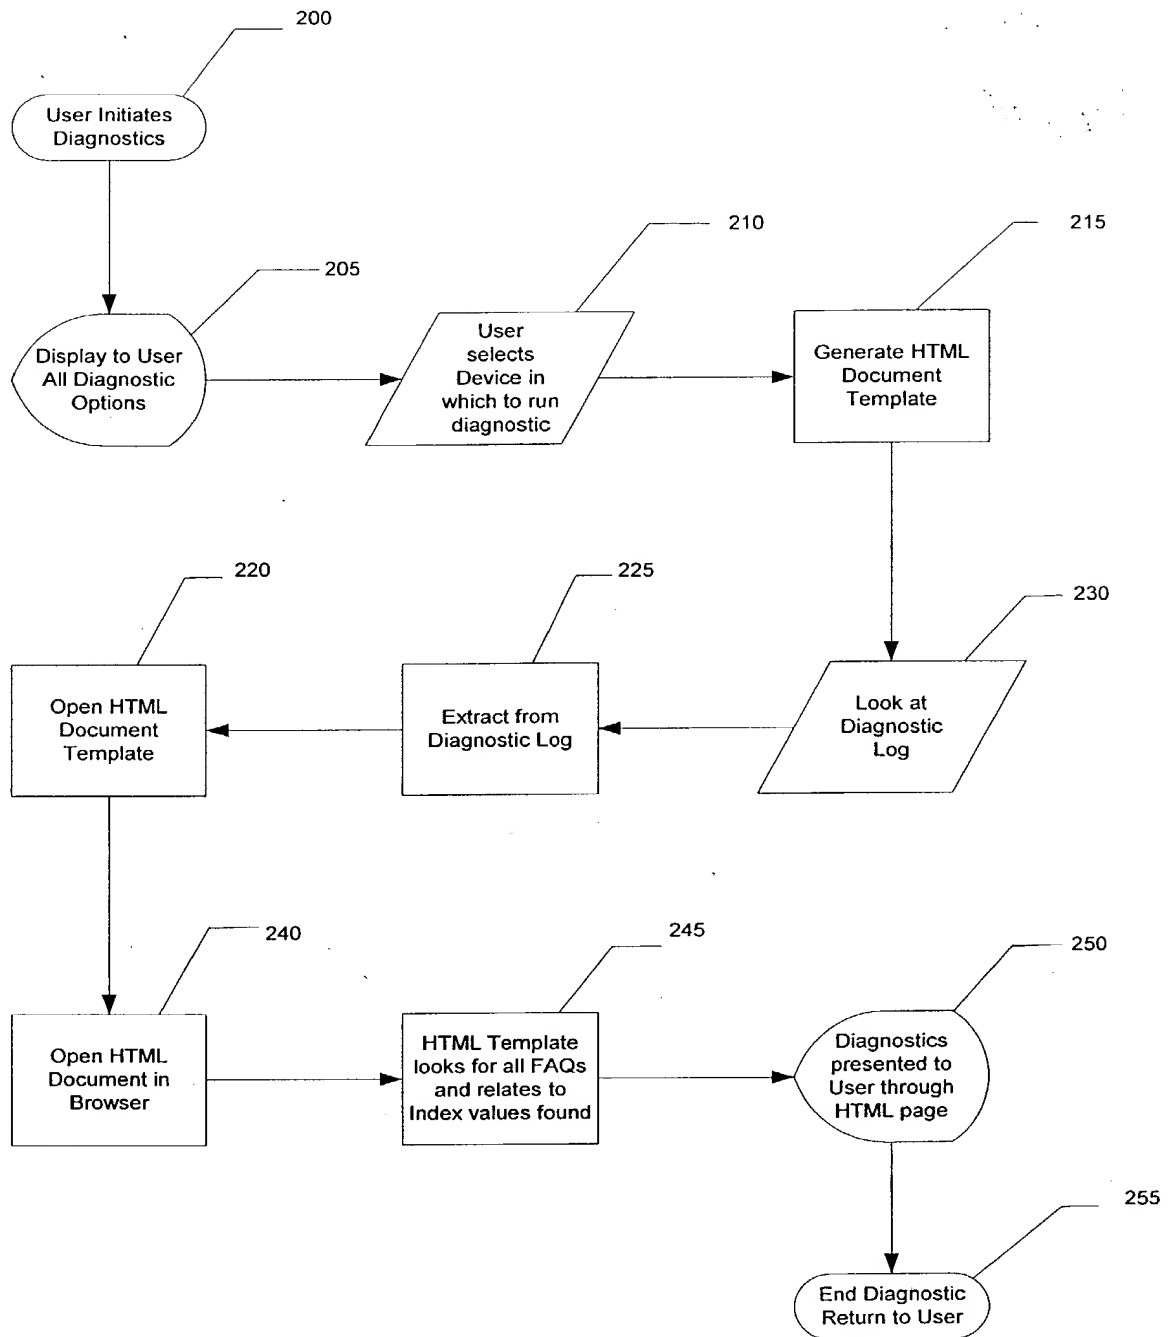 200
User Initiates
Diagnostics
205
Display to User
All Diagnostic
Options
210
User
selects
Device in
which to run
diagnostic
215
Generate HTML
Document
Template
230
Look at
Diagnostic
Log
225
Extract from
Diagnostic Log
220
Open HTML
Document
Template
240
Open HTML
Document in
Browser
245
HTML Template
looks for all FAQs
and relates to
Index values found
250
Diagnostics
presented to
User through
HTML page
255
End Diagnostic
Return to User